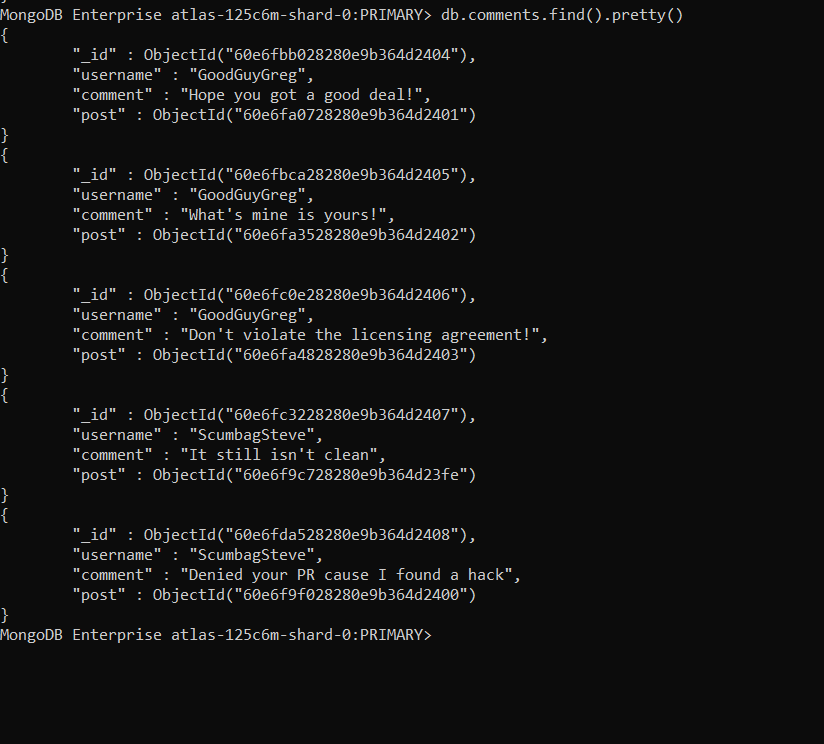 MongoDB Enterprise atlas-125c6m-shard-0:PRIMARY> db.comments.find().pretty()
{
        "_id" : ObjectId("60e6fbb028280e9b364d2404"),
        "username" : "GoodGuyGreg",
        "comment" : "Hope you got a good deal!",
        "post" : ObjectId("60e6fa0728280e9b364d2401")
}
{
        "_id" : ObjectId("60e6fbca28280e9b364d2405"),
        "username" : "GoodGuyGreg",
        "comment" : "What's mine is yours!",
        "post" : ObjectId("60e6fa3528280e9b364d2402")
}
{
        "_id" : ObjectId("60e6fc0e28280e9b364d2406"),
        "username" : "GoodGuyGreg",
        "comment" : "Don't violate the licensing agreement!",
        "post" : ObjectId("60e6fa4828280e9b364d2403")
}
{
        "_id" : ObjectId("60e6fc3228280e9b364d2407"),
        "username" : "ScumbagSteve",
        "comment" : "It still isn't clean",
        "post" : ObjectId("60e6f9c728280e9b364d23fe")
}
{
        "_id" : ObjectId("60e6fda528280e9b364d2408"),
        "username" : "ScumbagSteve",
        "comment" : "Denied your PR cause I found a hack",
        "post" : ObjectId("60e6f9f028280e9b364d2400")
}
MongoDB Enterprise atlas-125c6m-shard-0:PRIMARY>